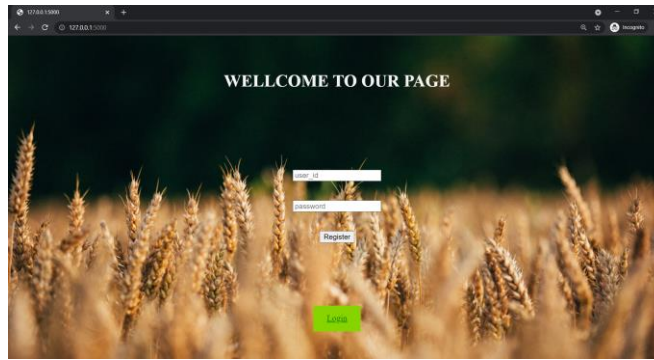 127.0.0.1:5000
127.0.0.1:5000
Incognito
WELLCOME TO OUR PAGE
user_id
password
Register
Login